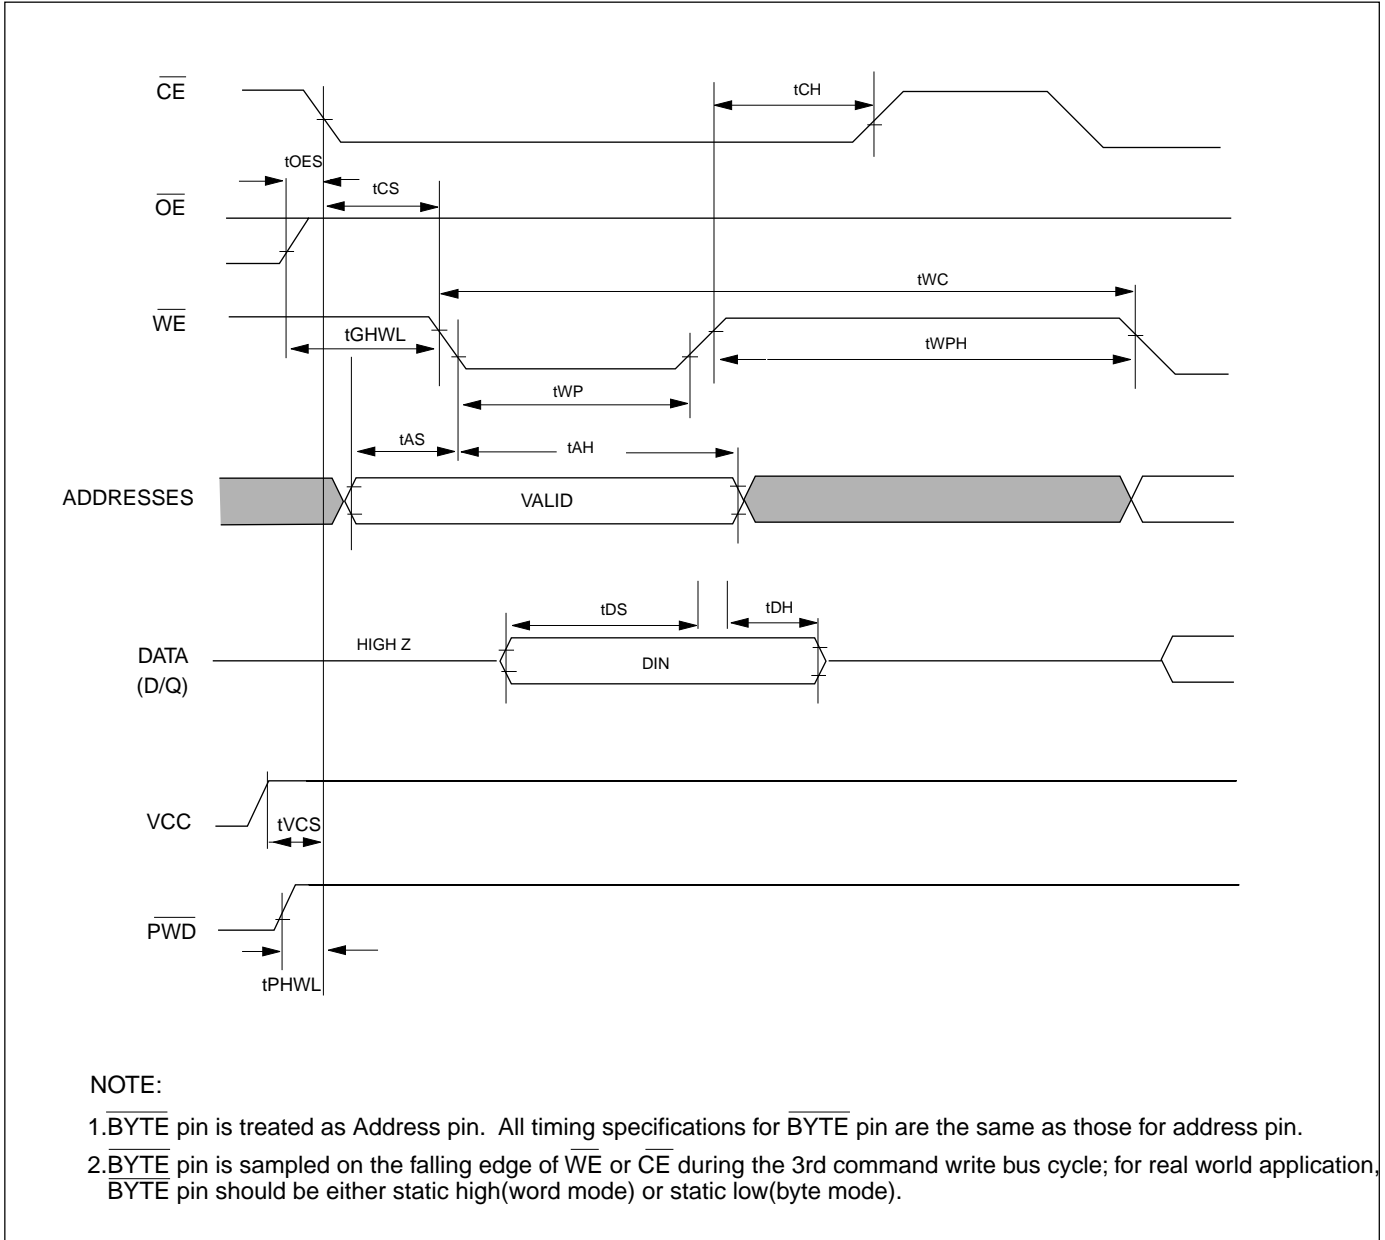 CE
tCH
tOES
tCS
OE
tWC
WE
tGHWL
tWPH
tWP
tAS
tAH
ADDRESSES
VALID
tDS
tDH
DATA
(D/Q)
HIGH Z
DIN
VCC
tVCS
PWD
tPHWL
NOTE:
1.BYTE pin is treated as Address pin. All timing specifications for BYTE pin are the same as those for address pin.
2.BYTE pin is sampled on the falling edge of WE or CE during the 3rd command write bus cycle; for real world application,
BYTE pin should be either static high(word mode) or static low(byte mode).